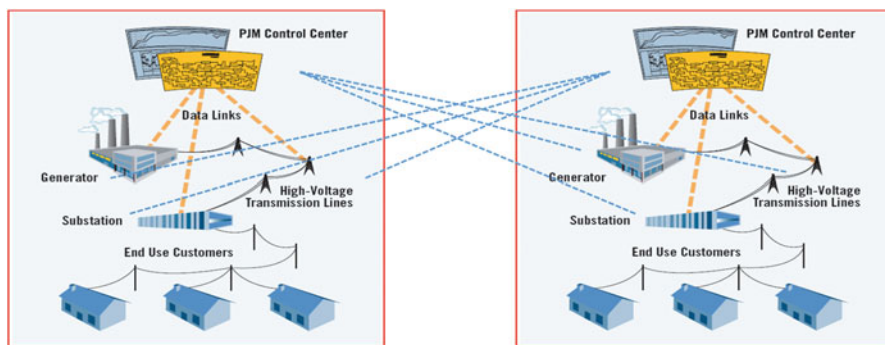 PJM Control Center
Data Links
Generator
High-Voltage
Transmission Lines
Substation
End Use Customers
PJM Control Center
Data Links
Generator
High-Voltage
Transmission Lines
Substation
End Use Customers